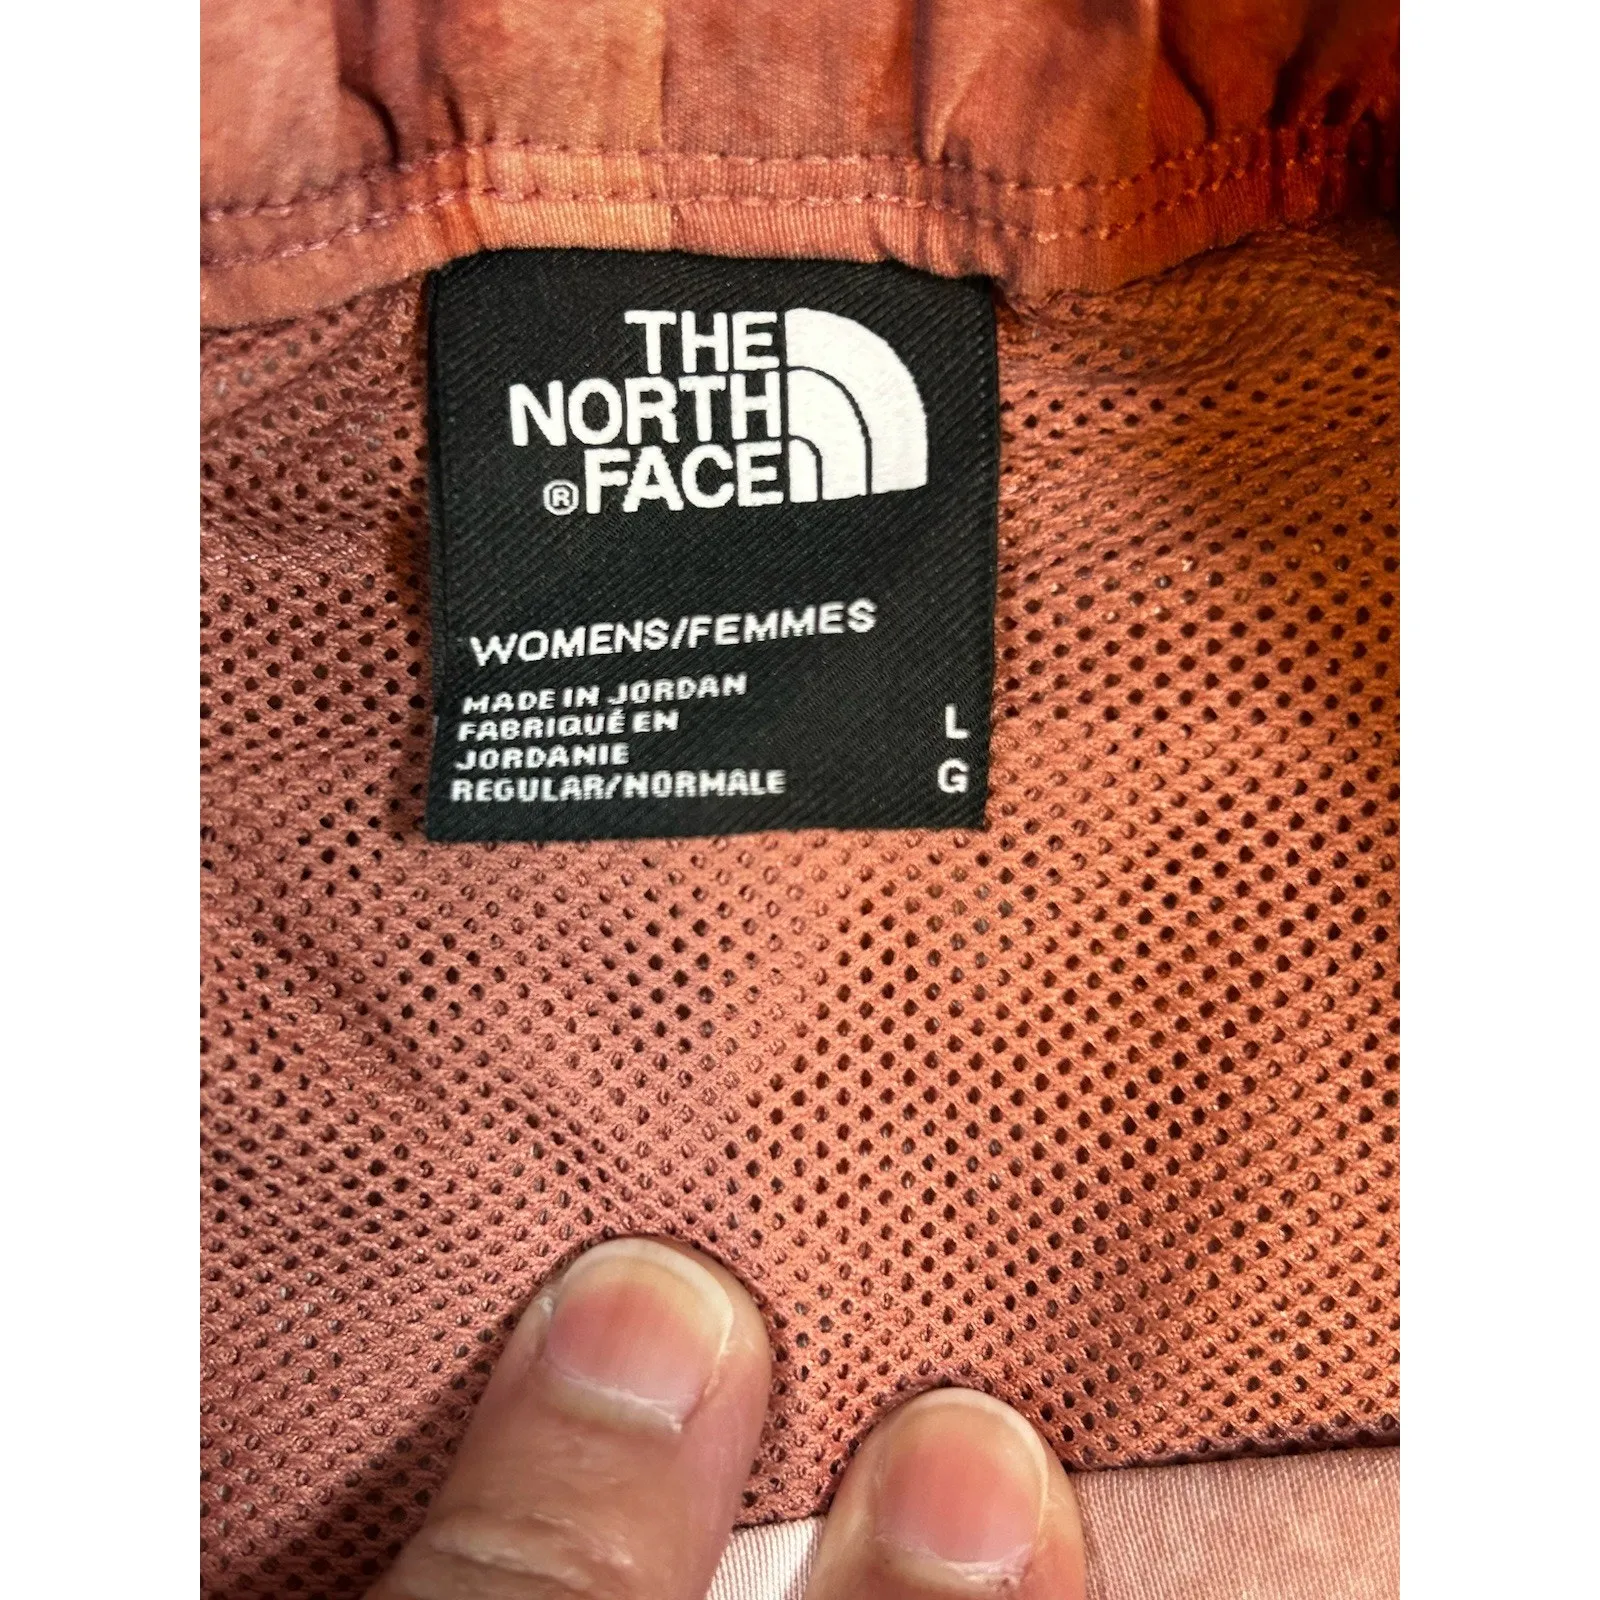 THE
NORTH
®FACE
WOMENS/FEMMES
MADE IN JORDAN
FABRIQUÉ EN
JORDANIE
REGULAR/NORMALE
L
G